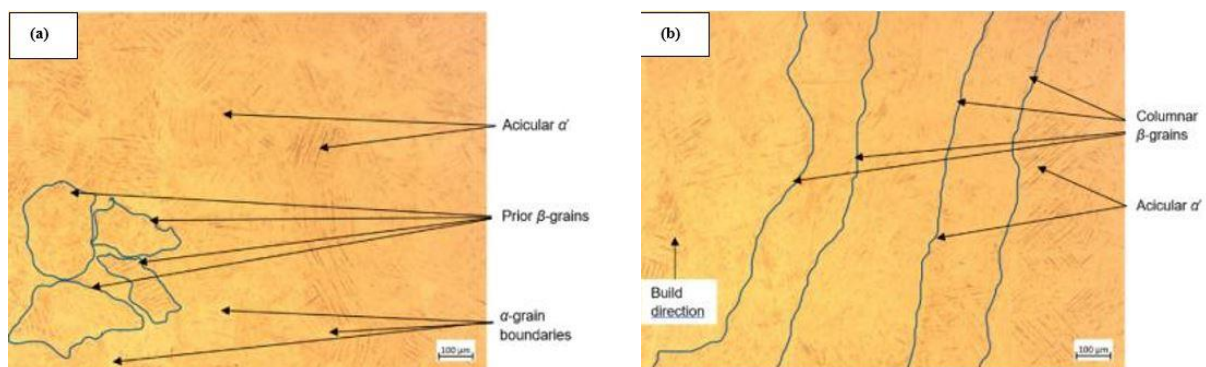 (a)
Acicular α′
Prior β-grains
α-grain
boundaries
100 µm
(b)
Columnar
β-grains
Acicular α′
Build
direction
100 µm